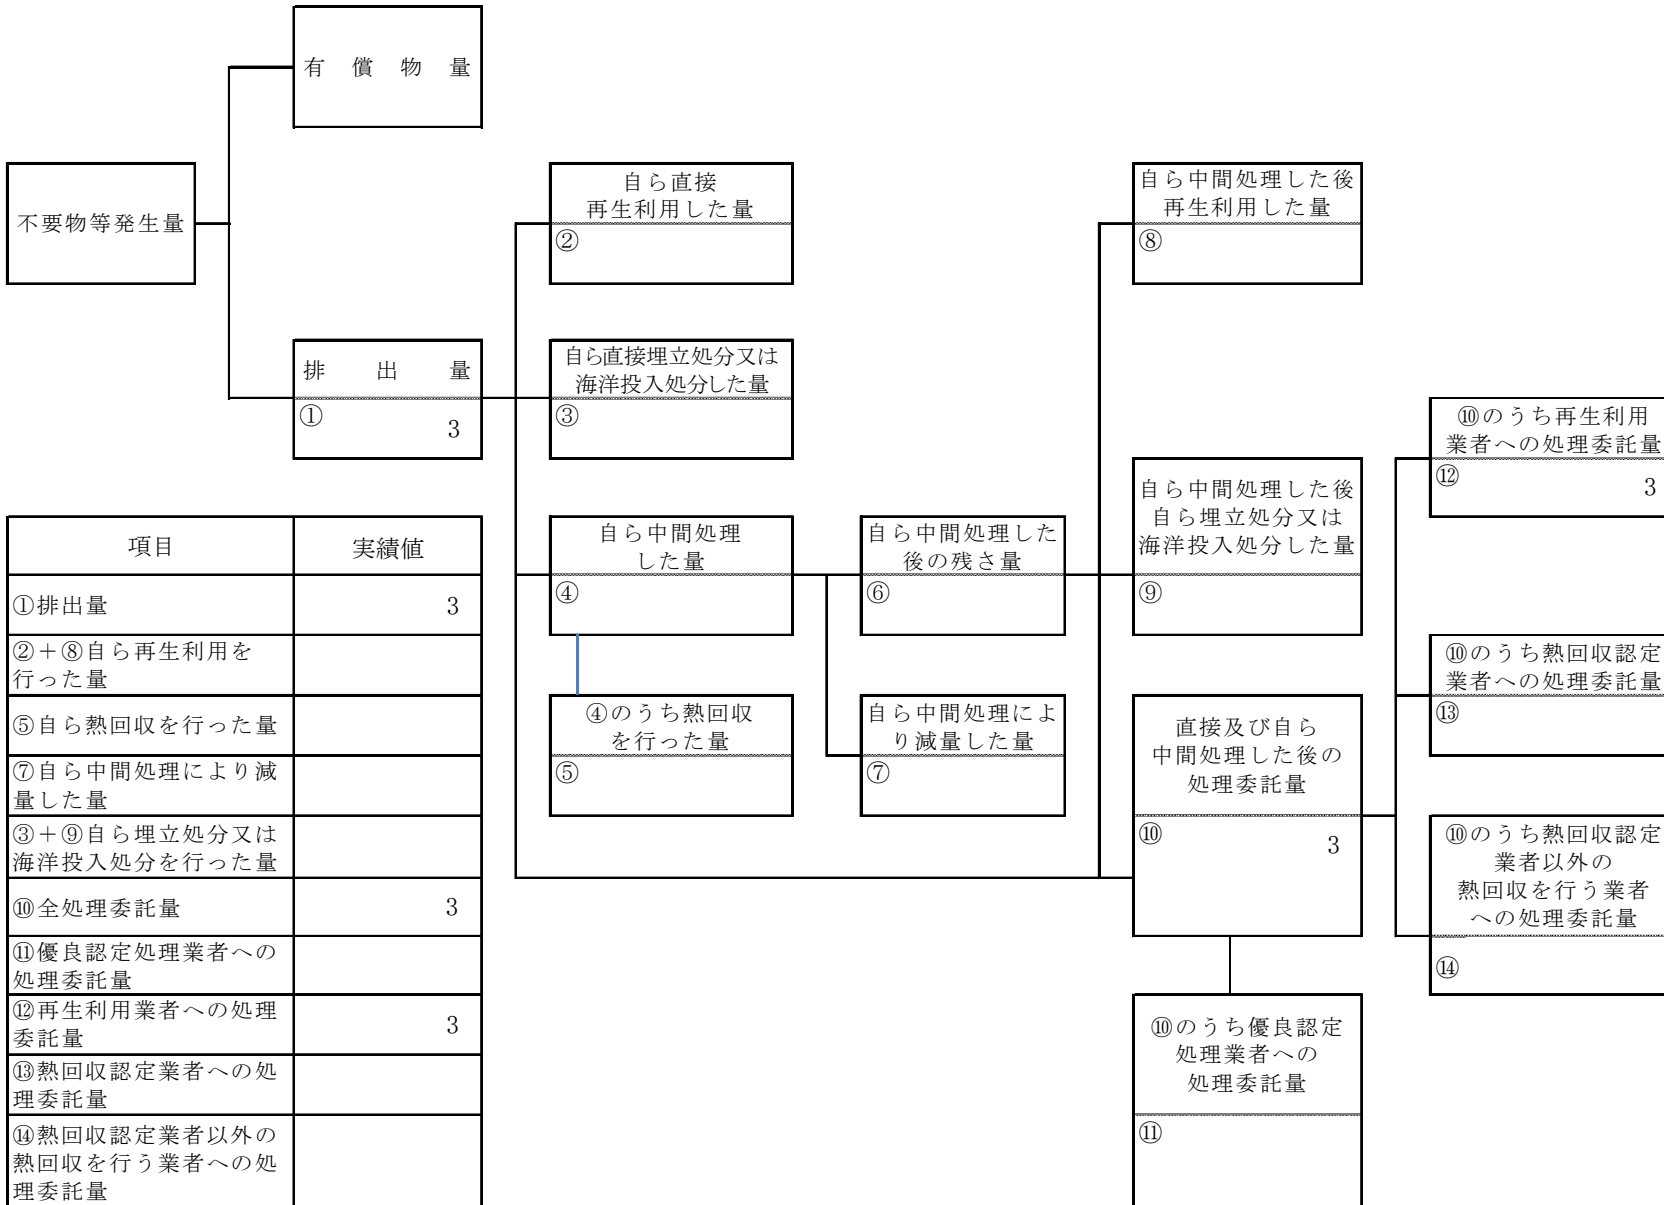 有償物量
不要物等発生量
排出量
① 3
自ら直接
再生利用した量
②
自ら直接埋立処分又は
海洋投入処分した量
③
自ら中間処理
した量
④
④のうち熱回収
を行った量
⑤
自ら中間処理した
後の残さ量
⑥
自ら中間処理によ
り減量した量
⑦
自ら中間処理した後
再生利用した量
⑧
自ら中間処理した後
自ら埋立処分又は
海洋投入処分した量
⑨
直接及び自ら
中間処理した後の
処理委託量
⑩ 3
⑩のうち優良認定
処理業者への
処理委託量
⑪
⑩のうち再生利用
業者への処理委託量
⑫ 3
⑩のうち熱回収認定
業者への処理委託量
⑬
⑩のうち熱回収認定
業者以外の
熱回収を行う業者
への処理委託量
⑭
項目 実績値
①排出量 3
②＋⑧自ら再生利用を
行った量
⑤自ら熱回収を行った量
⑦自ら中間処理により減
量した量
③＋⑨自ら埋立処分又は
海洋投入処分を行った量
⑩全処理委託量 3
⑪優良認定処理業者への
処理委託量
⑫再生利用業者への処理
委託量 3
⑬熱回収認定業者への処
理委託量
⑭熱回収認定業者以外の
熱回収を行う業者への処
理委託量